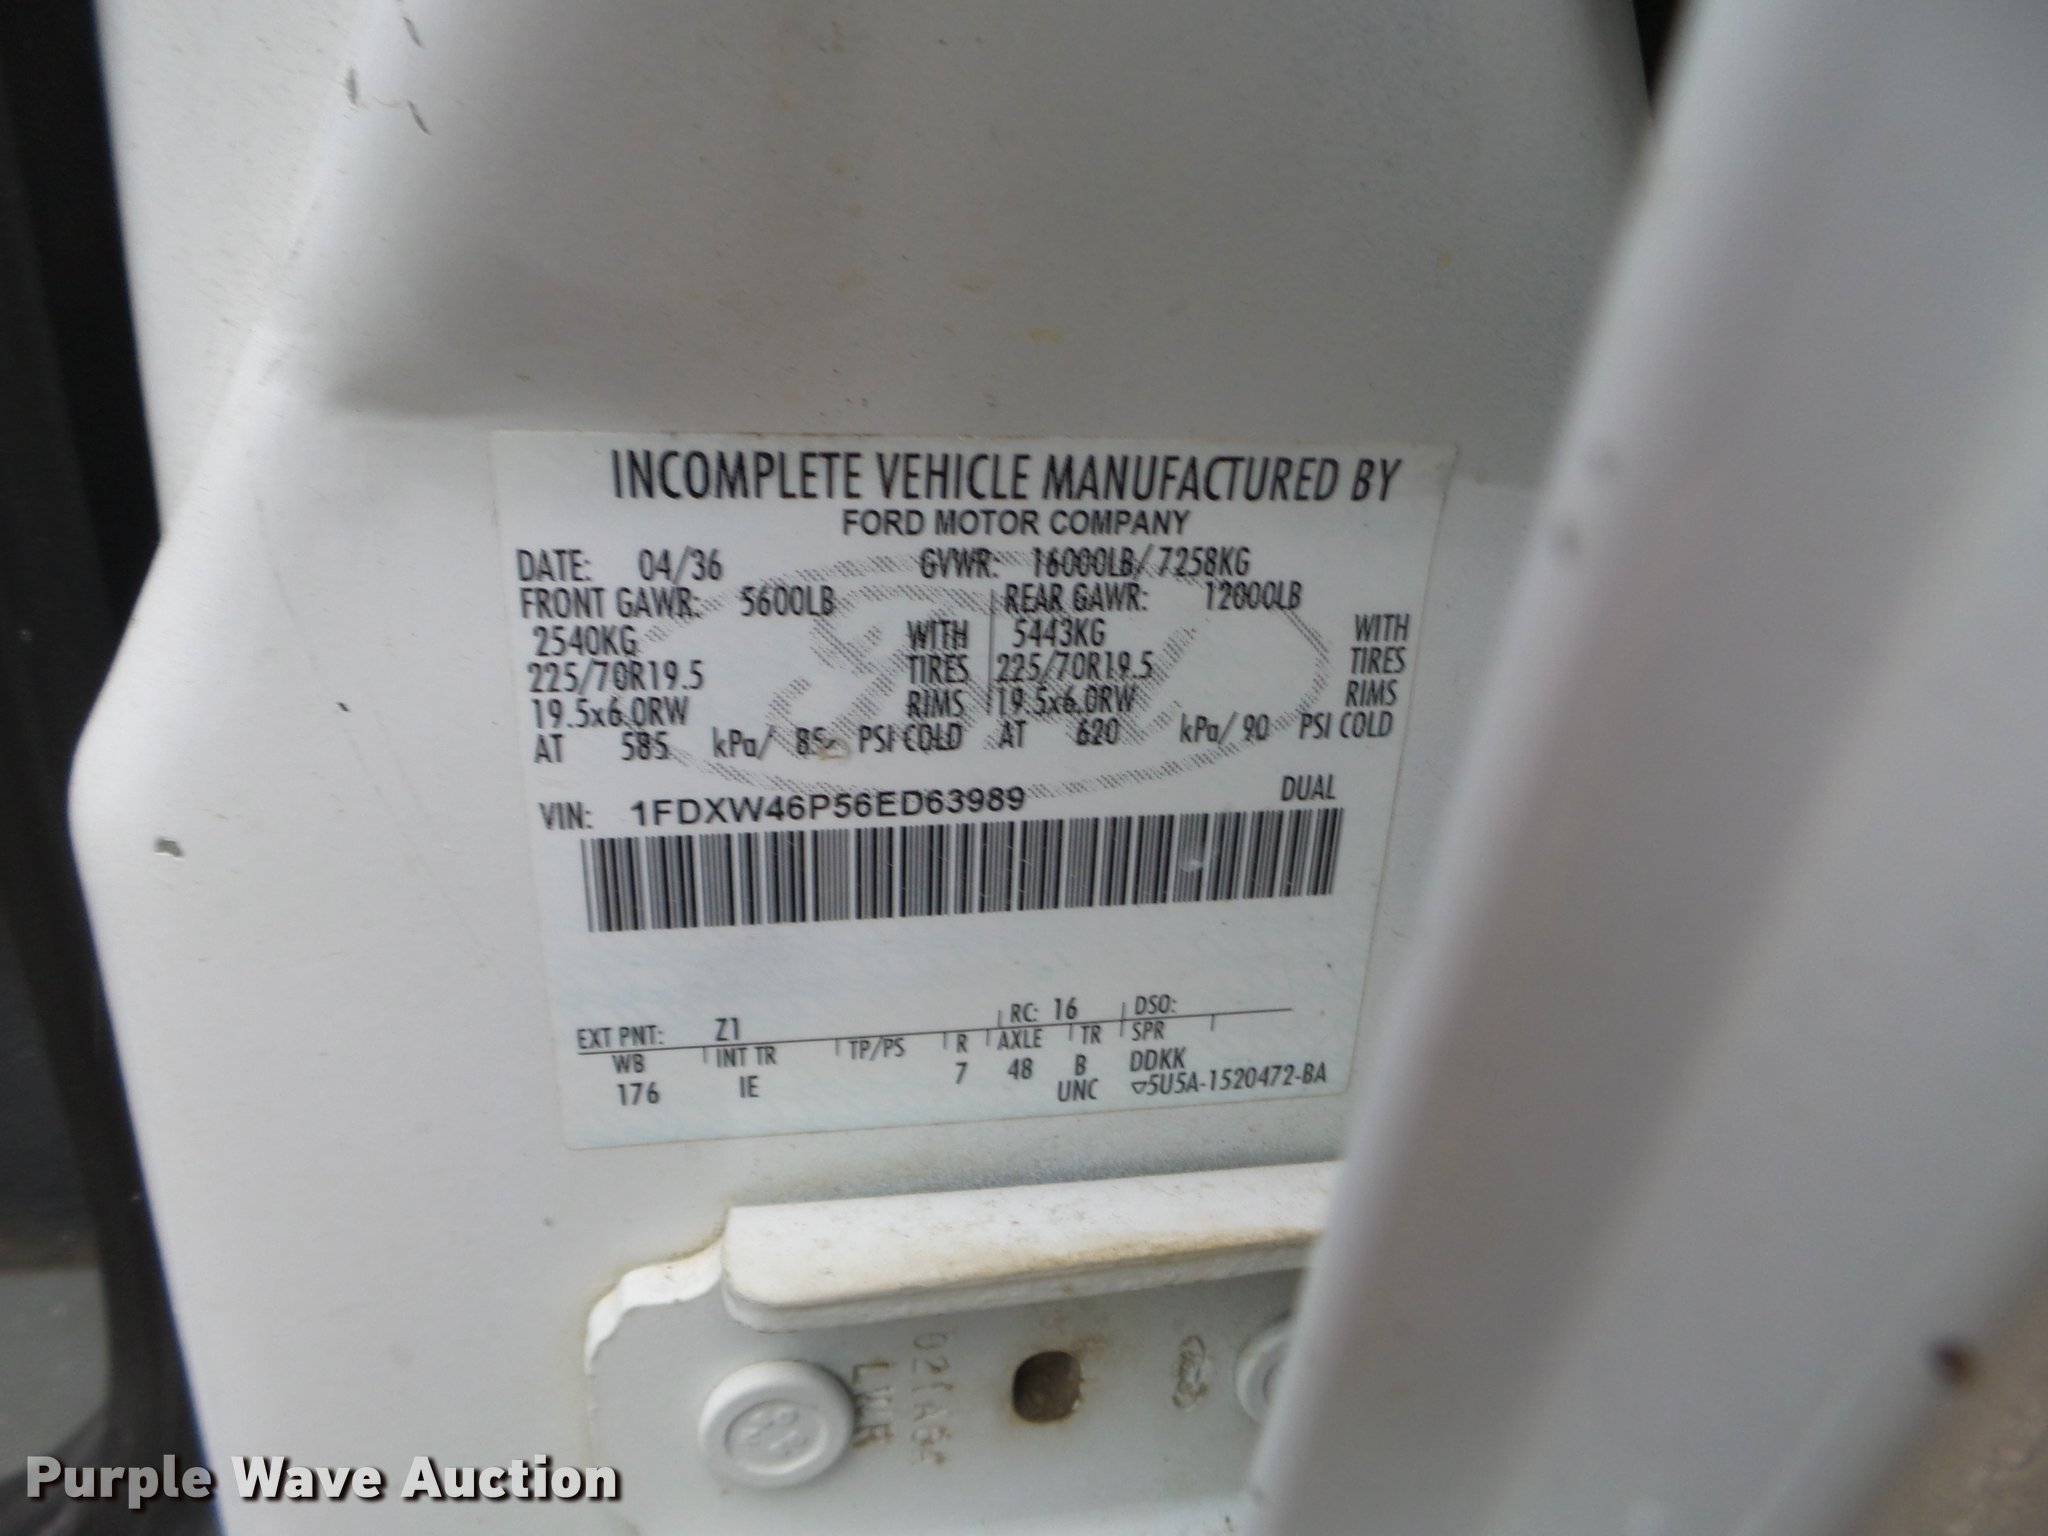 INCOMPLETE VEHICLE MANUFACTURED BY
FORD MOTOR COMPANY
DATE: 04/36 GVWR: 16000LB/ 7258KG
FRONT GAWR: 5600LB REAR GAWR: 12000LB
2540KG WITH 5443KG WITH
225/70R19.5 TIRES 225/70R19.5 TIRES
19.5x6.0RW RIMS 19.5x6.0RW RIMS
AT 585 kPa/ 85 PSI COLD AT 620 kPa/ 90 PSI COLD
VIN: 1FDXW46P56ED63989 DUAL
EXT PNT: Z1 RC: 16 DSO:
WB INT TR TP/PS R AXLE TR SPR
176 IE 7 48 B DDKK
UNC ▽5U5A-1520472-BA
Purple Wave Auction